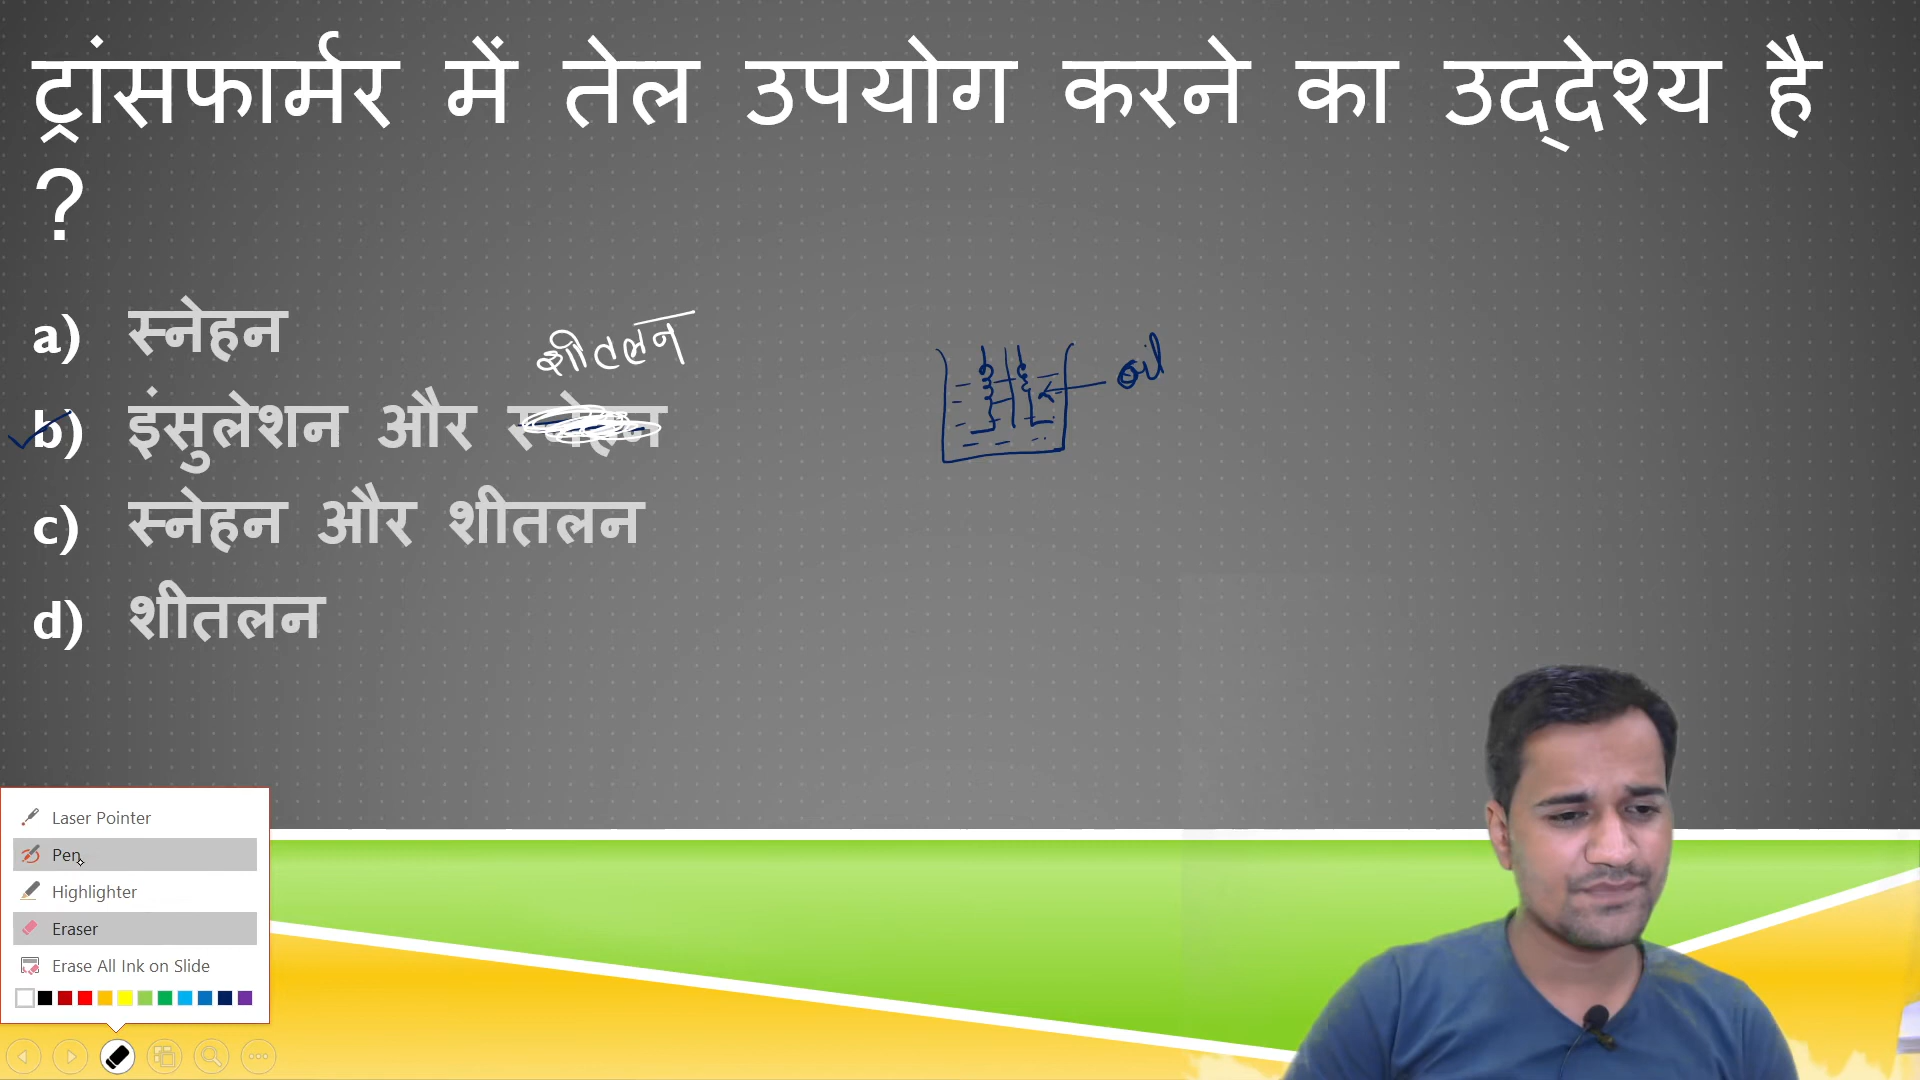 ट्रांसफार्मर में तेल उपयोग करने का उद्देश्य है
?
a) स्नेहन
शीतलन
b) इंसुलेशन और
oil
c) स्नेहन और शीतलन
d) शीतलन
Laser Pointer
Pen
Highlighter
Eraser
Erase All Ink on Slide